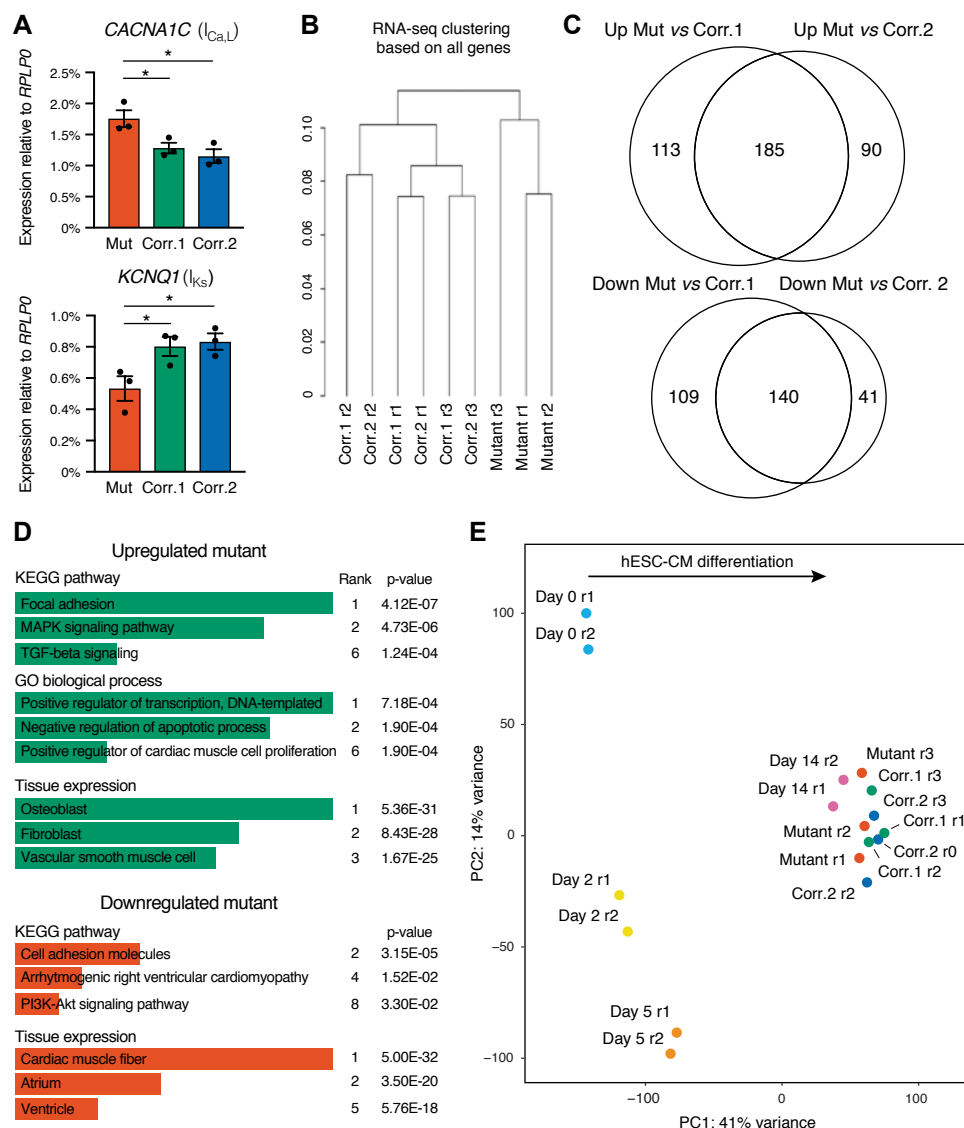 A
CACNA1C (ICa,L)
Expression relative to RPLP0
2.5%
2.0%
1.5%
1.0%
0.5%
0%
*
*
Mut Corr.1 Corr.2
KCNQ1 (IKs)
Expression relative to RPLP0
1.0%
0.8%
0.6%
0.4%
0.2%
0%
*
*
Mut Corr.1 Corr.2
B
RNA-seq clustering
based on all genes
0.10
0.08
0.06
0.04
0.02
0
Corr.1 r2
Corr.2 r2
Corr.1 r1
Corr.2 r1
Corr.1 r3
Corr.2 r3
Mutant r3
Mutant r1
Mutant r2
C
Up Mut vs Corr.1 Up Mut vs Corr.2
113 185 90
Down Mut vs Corr.1 Down Mut vs Corr. 2
109 140 41
D
Upregulated mutant
KEGG pathway Rank p-value
Focal adhesion 1 4.12E-07
MAPK signaling pathway 2 4.73E-06
TGF-beta signaling 6 1.24E-04
GO biological process
Positive regulator of transcription, DNA-templated 1 7.18E-04
Negative regulation of apoptotic process 2 1.90E-04
Positive regulator of cardiac muscle cell proliferation 6 1.90E-04
Tissue expression
Osteoblast 1 5.36E-31
Fibroblast 2 8.43E-28
Vascular smooth muscle cell 3 1.67E-25
Downregulated mutant
KEGG pathway p-value
Cell adhesion molecules 2 3.15E-05
Arrhytmogenic right ventricular cardiomyopathy 4 1.52E-02
PI3K-Akt signaling pathway 8 3.30E-02
Tissue expression
Cardiac muscle fiber 1 5.00E-32
Atrium 2 3.50E-20
Ventricle 5 5.76E-18
E
hESC-CM differentiation
PC2: 14% variance
100
50
0
−50
−100
Day 0 r1
Day 0 r2
Day 14 r2
Mutant r3
Corr.1 r3
Day 14 r1
Corr.2 r3
Corr.1 r1
Mutant r2
Corr.2 r0
Mutant r1
Corr.1 r2
Corr.2 r2
Day 2 r1
Day 2 r2
Day 5 r1
Day 5 r2
−100 0 100
PC1: 41% variance